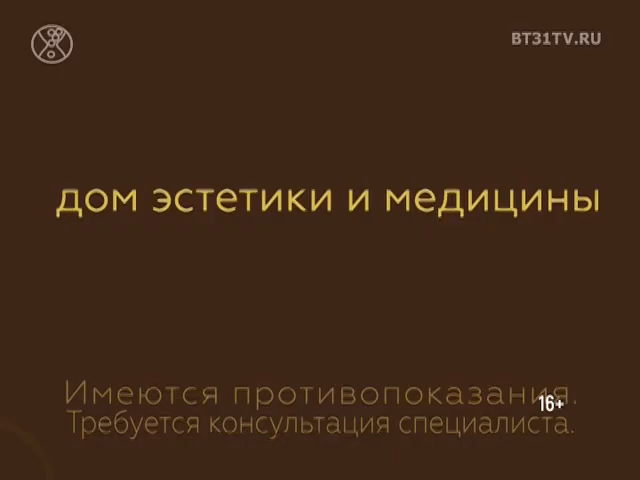 BT31TV.RU
дом эстетики и медицины
Имеются противопоказания.
16+
Требуется консультация специалиста.